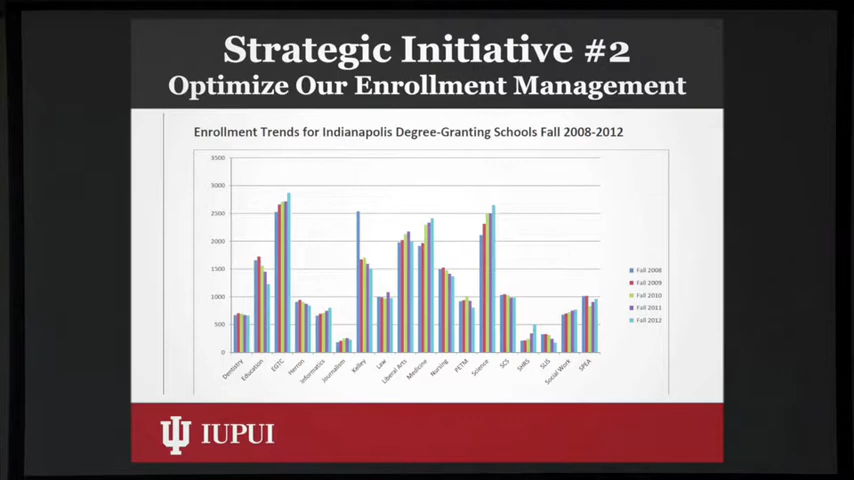 Strategic Initiative #2
Optimize Our Enrollment Management
Enrollment Trends for Indianapolis Degree-Granting Schools Fall 2008-2012
3500
3000
2500
2000
1500
1000
500
0
Dentistry
Education
EGTC
Herron
Informatics
Journalism
Kelley
Law
Liberal Arts
Medicine
Nursing
PETM
Science
SCS
SHRS
SLIS
Social Work
SPEA
Fall 2008
Fall 2009
Fall 2010
Fall 2011
Fall 2012
IUPUI